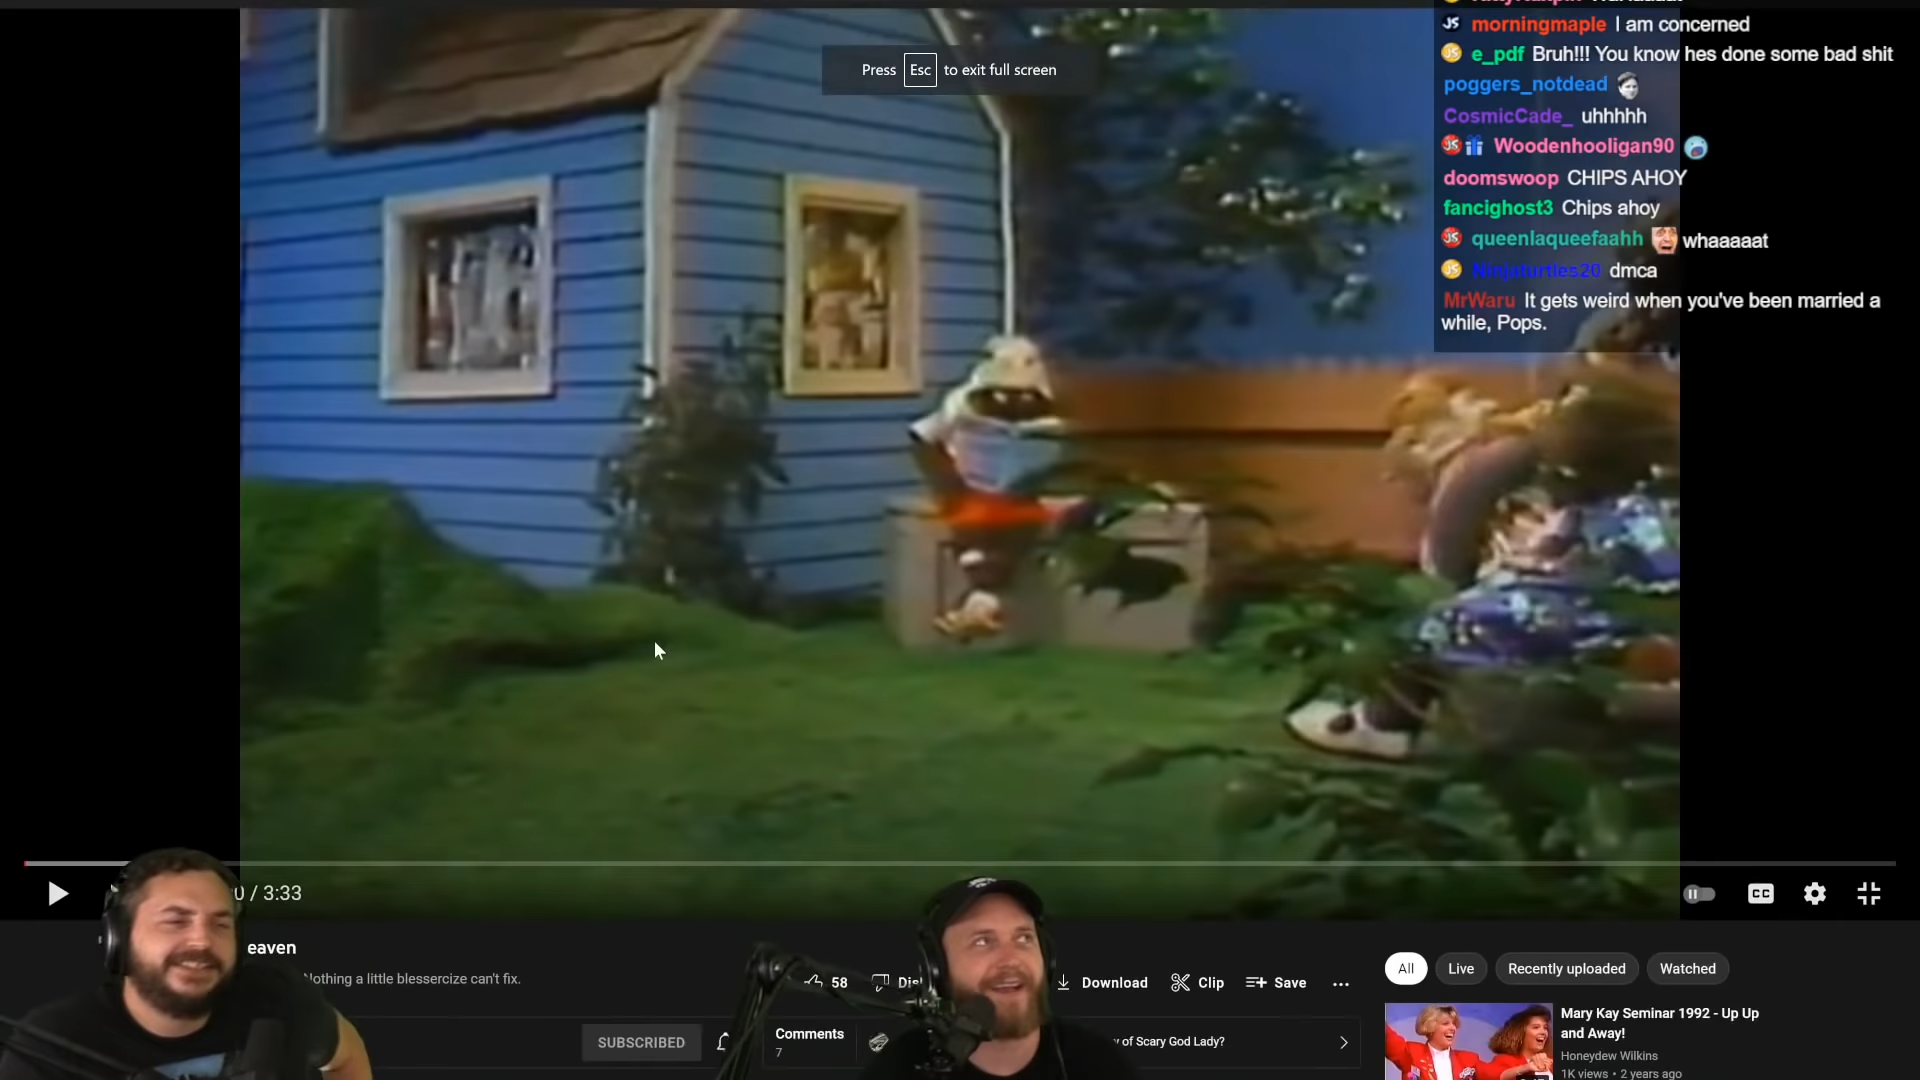 morningmaple I am concerned
e_pdf Bruh!!! You know hes done some bad shit
poggers_notdead
CosmicCade_ uhhhhh
Woodenhooligan90
doomswoop CHIPS AHOY
fancighost3 Chips ahoy
queenlaqueefaahh whaaaaat
Ninjaturtles20 dmca
MrWaru It gets weird when you've been married a
while, Pops.
Press Esc to exit full screen
0 / 3:33
CC
eaven
Nothing a little blessercize can't fix.
58
Dis
Download
Clip
Save
SUBSCRIBED
Comments
7
of Scary God Lady?
All
Live
Recently uploaded
Watched
Mary Kay Seminar 1992 - Up Up
and Away!
Honeydew Wilkins
1K views • 2 years ago